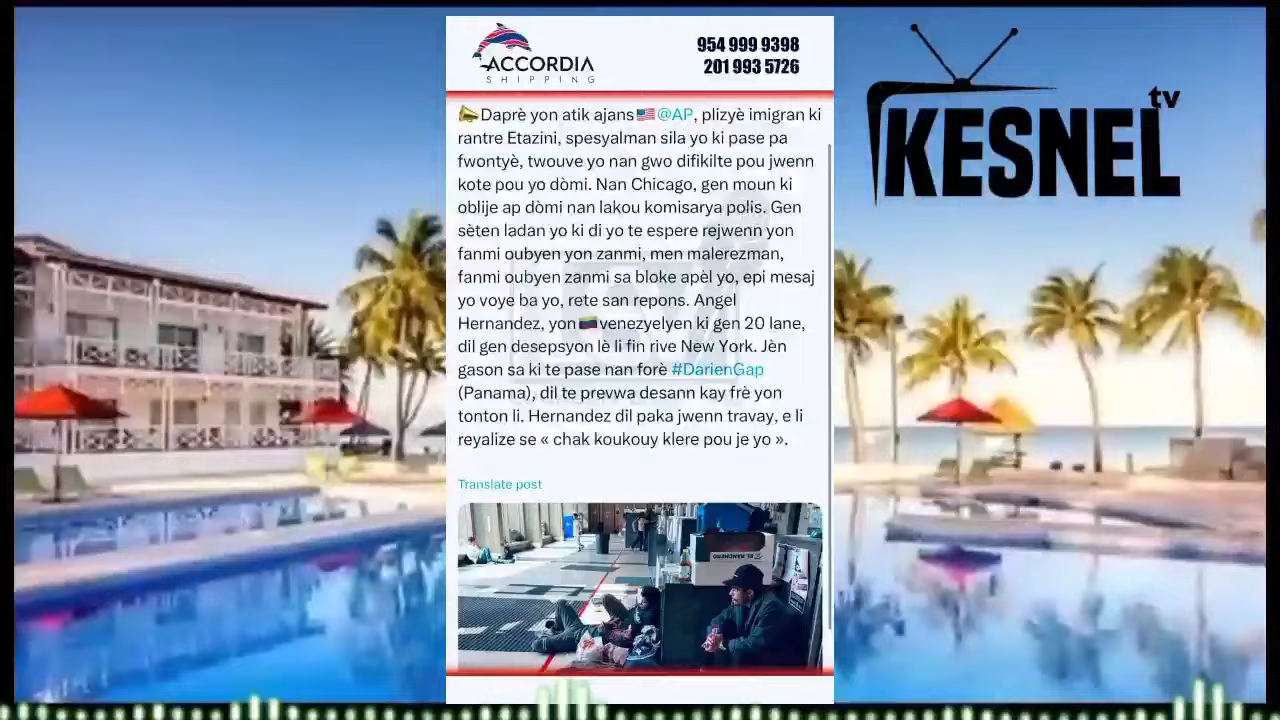 ACCORDIA
SHIPPING
954 999 9398
201 993 5726
KESNEL tv
Daprè yon atik ajans @AP, plizyè imigran ki
rantre Etazini, spesyalman sila yo ki pase pa
fwontyè, twouve yo nan gwo difikilte pou jwenn
kote pou yo dòmi. Nan Chicago, gen moun ki
oblije ap dòmi nan lakou komisarya polis. Gen
sèten ladan yo ki di yo te espere rejwenn yon
fanmi oubyen yon zanmi, men malerezman,
fanmi oubyen zanmi sa bloke apèl yo, epi mesaj
yo voye ba yo, rete san repons. Angel
Hernandez, yon venezyelyen ki gen 20 lane,
dil gen desepsyon lè li fin rive New York. Jèn
gason sa ki te pase nan forè #DarienGap
(Panama), dil te prevwa desann kay frè yon
tonton li. Hernandez dil paka jwenn travay, e li
reyalize se « chak koukouy klere pou je yo ».
Translate post
EL RANCHERO